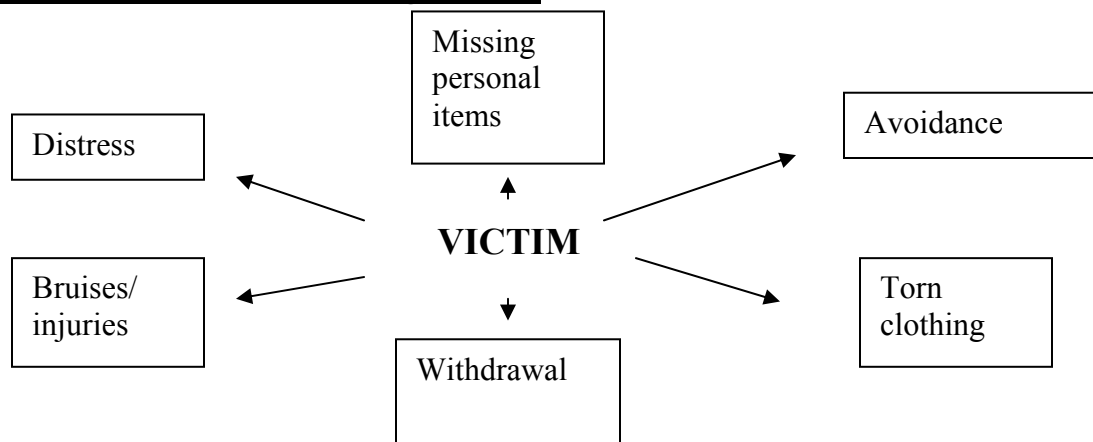 Missing
personal
items
Avoidance
Distress
VICTIM
Bruises/
injuries
Torn
clothing
Withdrawal